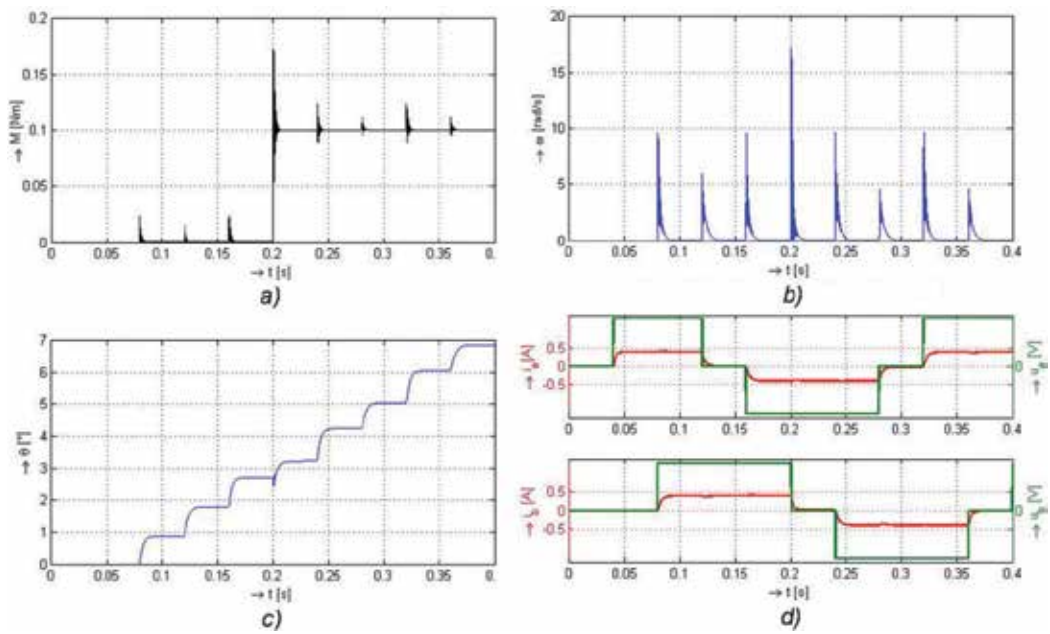 0.2
0.15
0.1
0.05
0
→ M [Nm]
0 0.05 0.1 0.15 0.2 0.25 0.3 0.35 0.
→ t [s]
a)
20
15
10
5
0
→ ω [rad/s]
0 0.05 0.1 0.15 0.2 0.25 0.3 0.35 0.4
→ t [s]
b)
7
6
5
4
3
2
1
0
→ θ [°]
0 0.05 0.1 0.15 0.2 0.25 0.3 0.35 0.
→ t [s]
c)
0.5
0
-0.5
→ i_a [A]
0
→ u_a [V]
0 0.05 0.1 0.15 0.2 0.25 0.3 0.35 0.4
0.5
0
-0.5
→ i_b [A]
0
→ u_b [V]
0 0.05 0.1 0.15 0.2 0.25 0.3 0.35 0.4
→ t [s]
d)